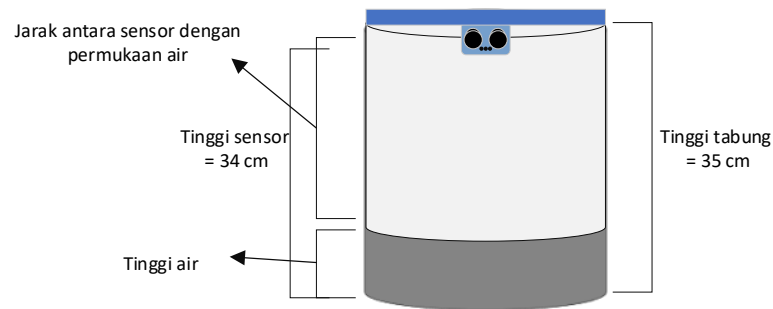 Jarak antara sensor dengan
permukaan air
Tinggi sensor
= 34 cm
Tinggi tabung
= 35 cm
Tinggi air